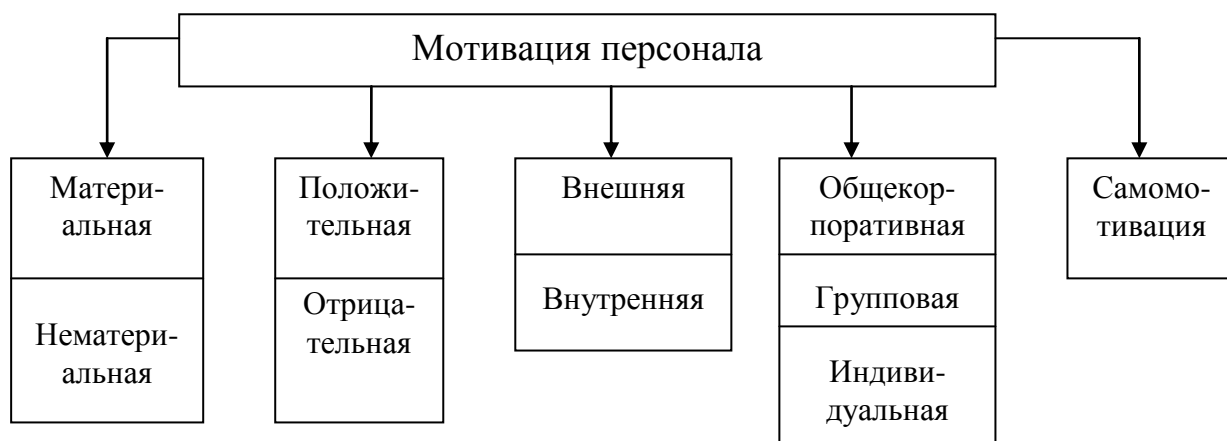 Мотивация персонала
Матери-
альная
Нематери-
альная
Положи-
тельная
Отрица-
тельная
Внешняя
Внутренняя
Общекор-
поративная
Групповая
Индиви-
дуальная
Самомо-
тивация